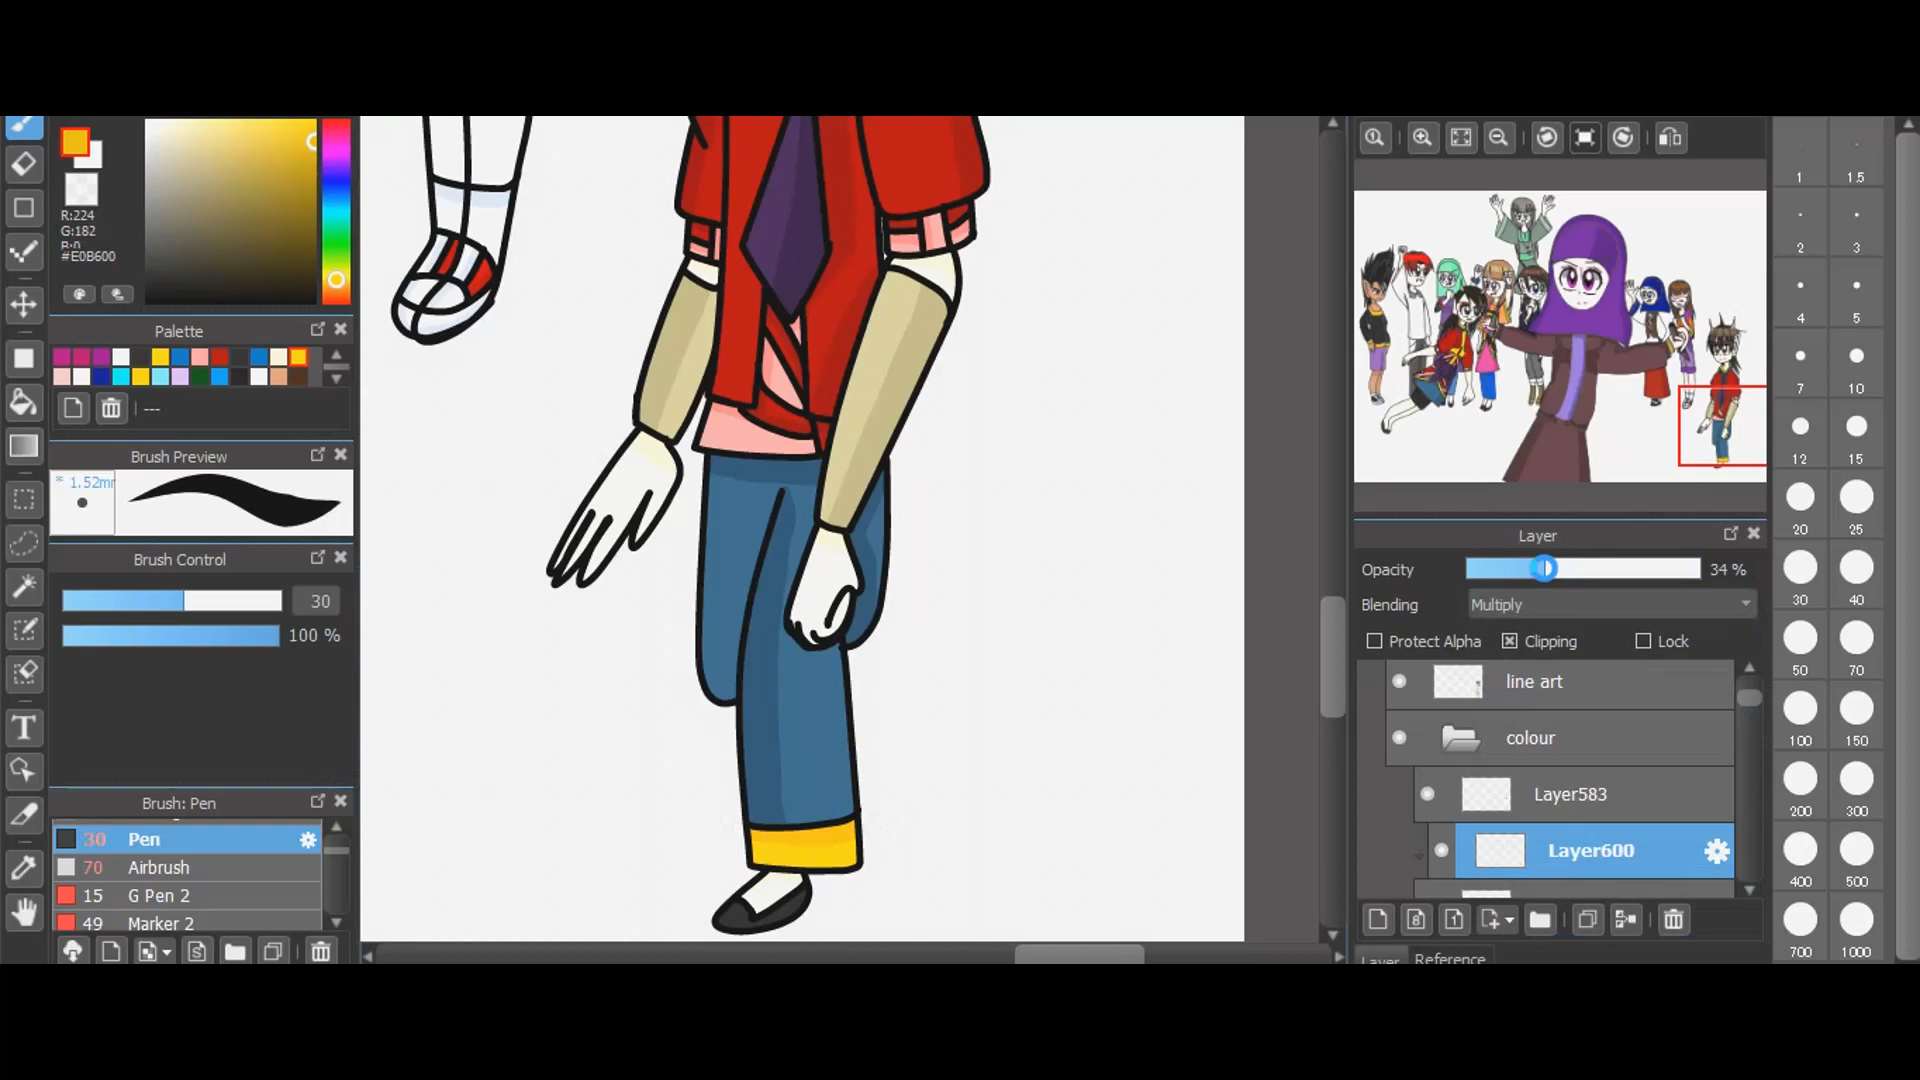 R:224
G:182
B:0
#E0B600
Palette
---
Brush Preview
* 1.52mm
Brush Control
30
100 %
Brush: Pen
30 Pen
70 Airbrush
15 G Pen 2
49 Marker 2
Layer
Opacity 34 %
Blending Multiply
Protect Alpha Clipping Lock
line art
colour
Layer583
Layer600
Layer Reference
1 1.5
2 3
4 5
7 10
12 15
20 25
30 40
50 70
100 150
200 300
400 500
700 1000